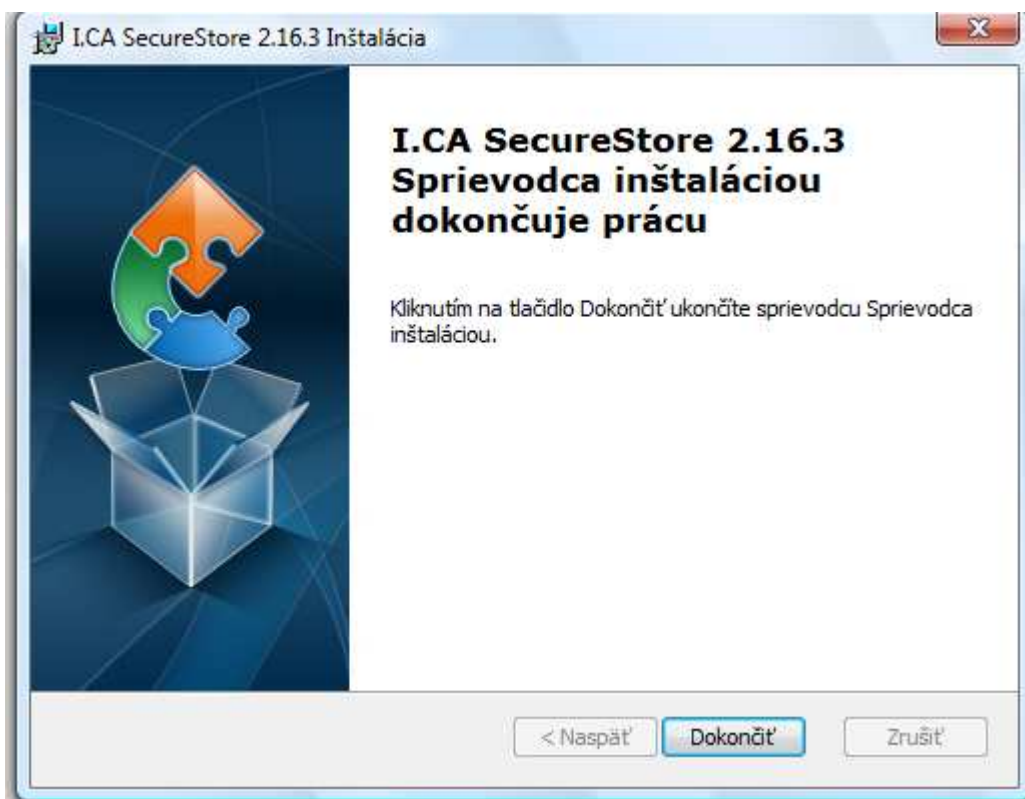 I.CA SecureStore 2.16.3 Inštalácia
I.CA SecureStore 2.16.3
Sprievodca inštaláciou
dokončuje prácu
Kliknutím na tlačidlo Dokončiť ukončíte sprievodcu Sprievodca
inštaláciou.
< Naspäť Dokončiť Zrušiť